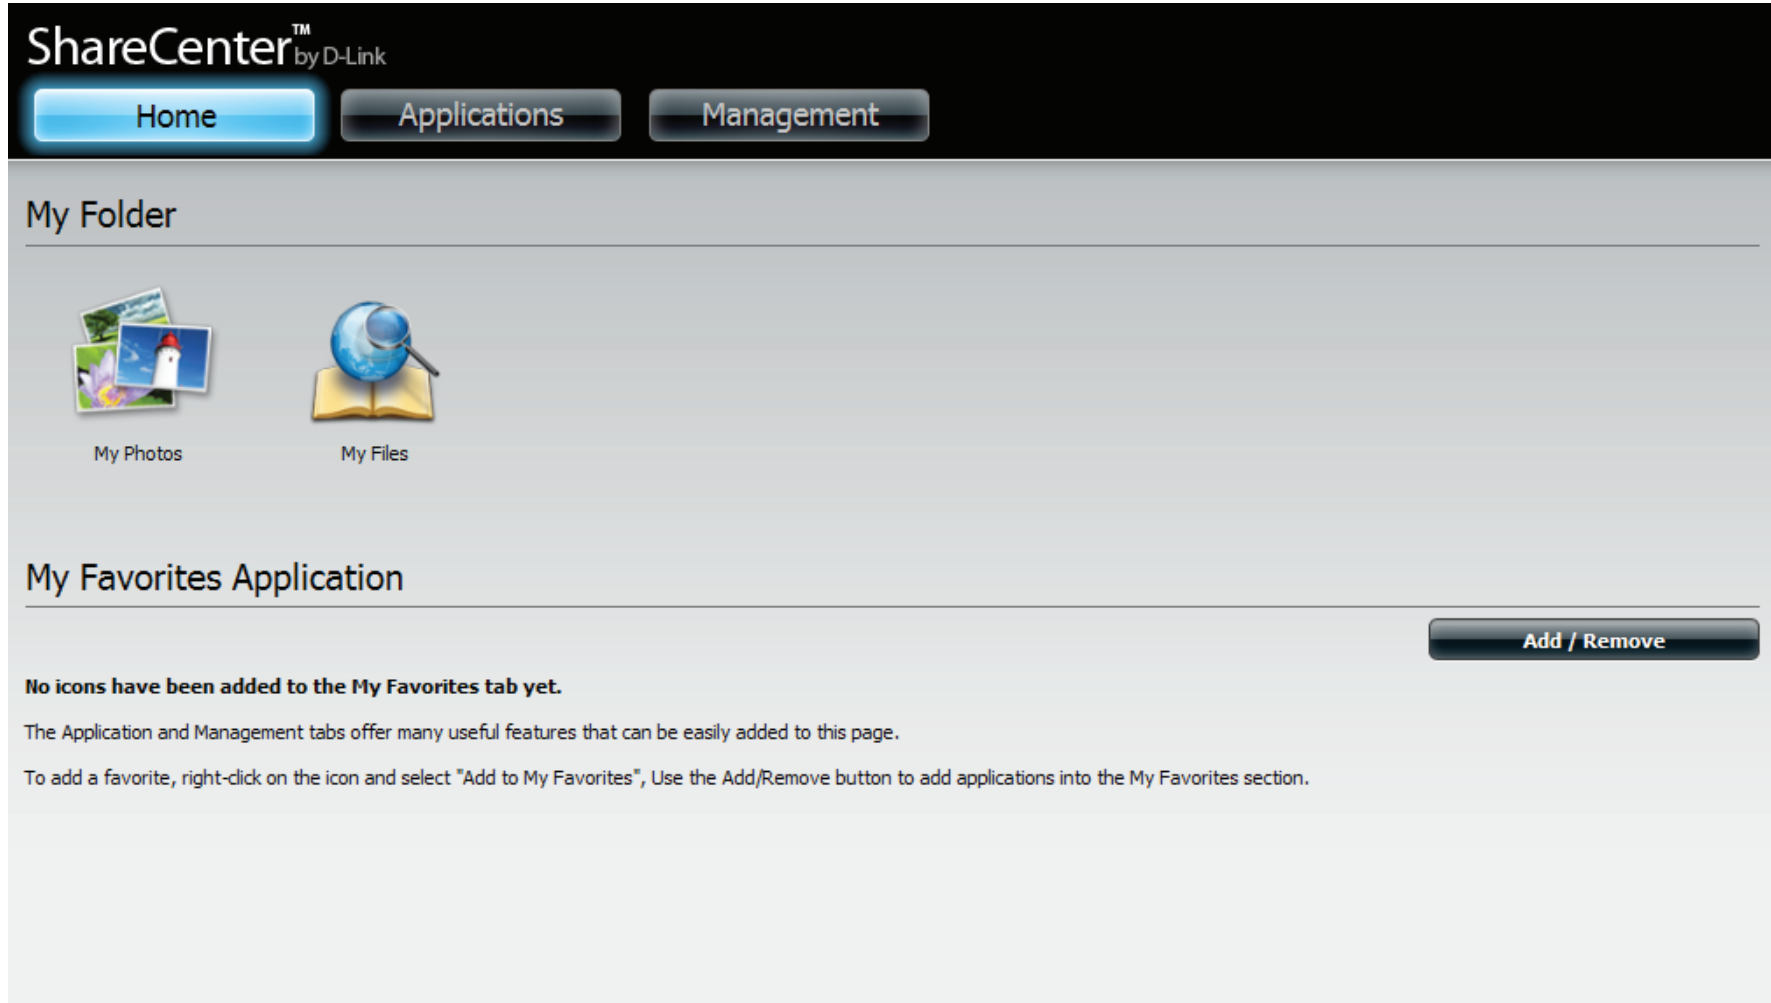 ShareCenter™ by D-Link
Home Applications Management
My Folder
My Photos My Files
My Favorites Application
Add / Remove
No icons have been added to the My Favorites tab yet.
The Application and Management tabs offer many useful features that can be easily added to this page.
To add a favorite, right-click on the icon and select "Add to My Favorites", Use the Add/Remove button to add applications into the My Favorites section.